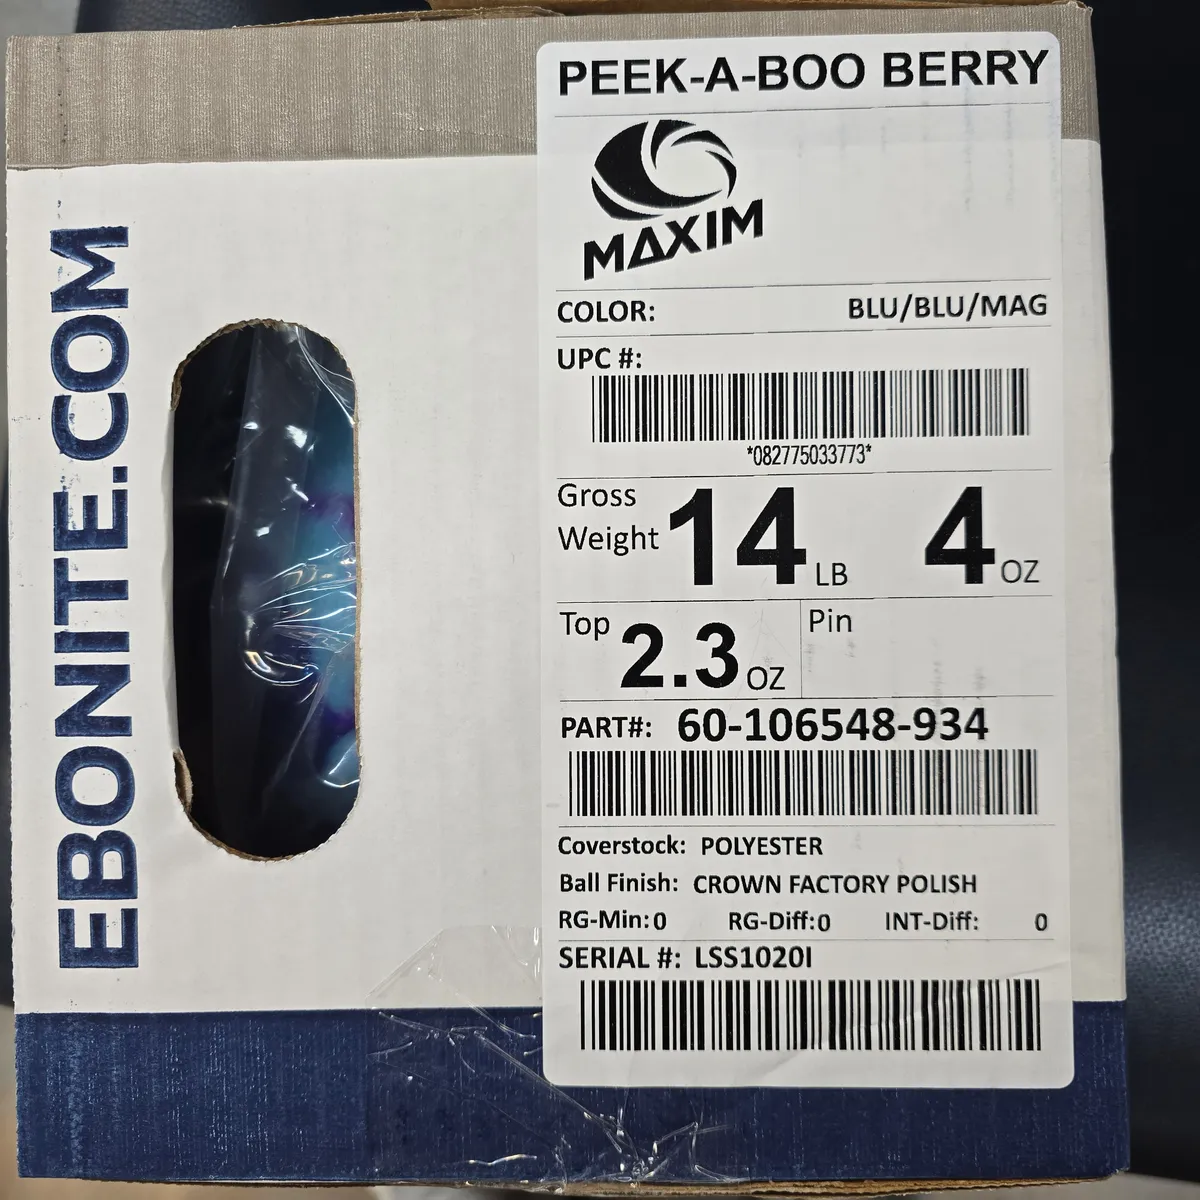 EBONITE.COM
PEEK-A-BOO BERRY
MAXIM
COLOR: BLU/BLU/MAG
UPC #:
*082775033773*
Gross Weight 14 LB 4 OZ
Top 2.3 OZ Pin
PART#: 60-106548-934
Coverstock: POLYESTER
Ball Finish: CROWN FACTORY POLISH
RG-Min: 0 RG-Diff: 0 INT-Diff: 0
SERIAL #: LSS1020I